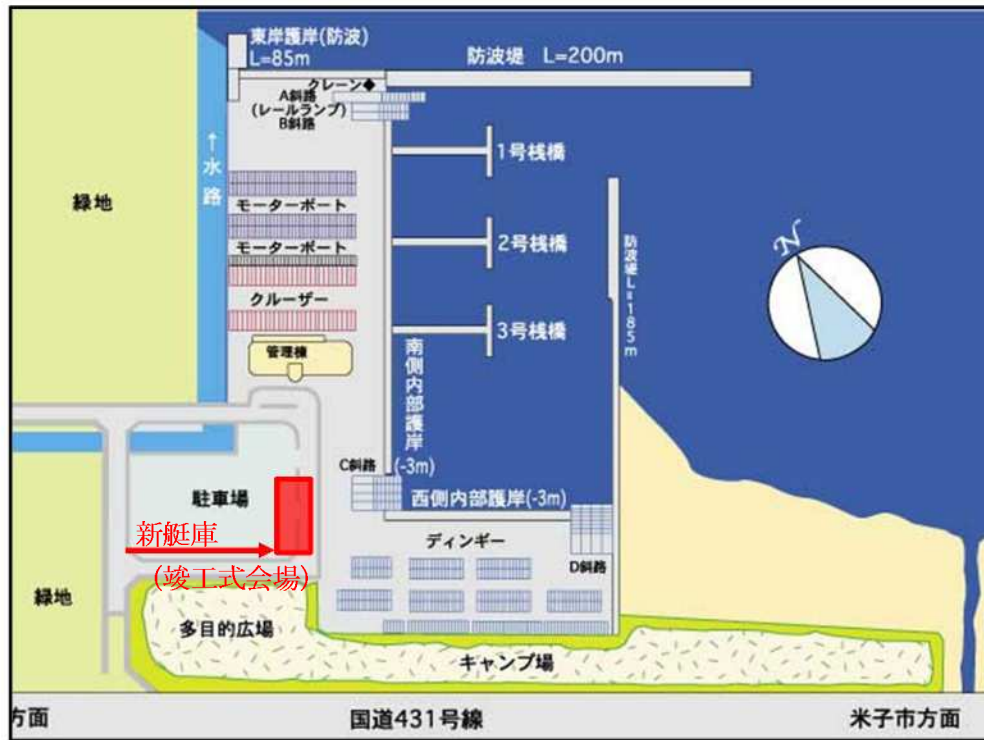 東岸護岸(防波)
L=85m
防波堤 L=200m
クレーン◆
A斜路
(レールランプ)
B斜路
↑水路
1号桟橋
緑地
モーターボート
2号桟橋
モーターボート
防波堤L=185m
N
クルーザー
3号桟橋
管理棟
南側内部護岸
(-3m)
C斜路
西側内部護岸(-3m)
駐車場
新艇庫
(竣工式会場)
ディンギー
D斜路
緑地
多目的広場
キャンプ場
方面
国道431号線
米子市方面